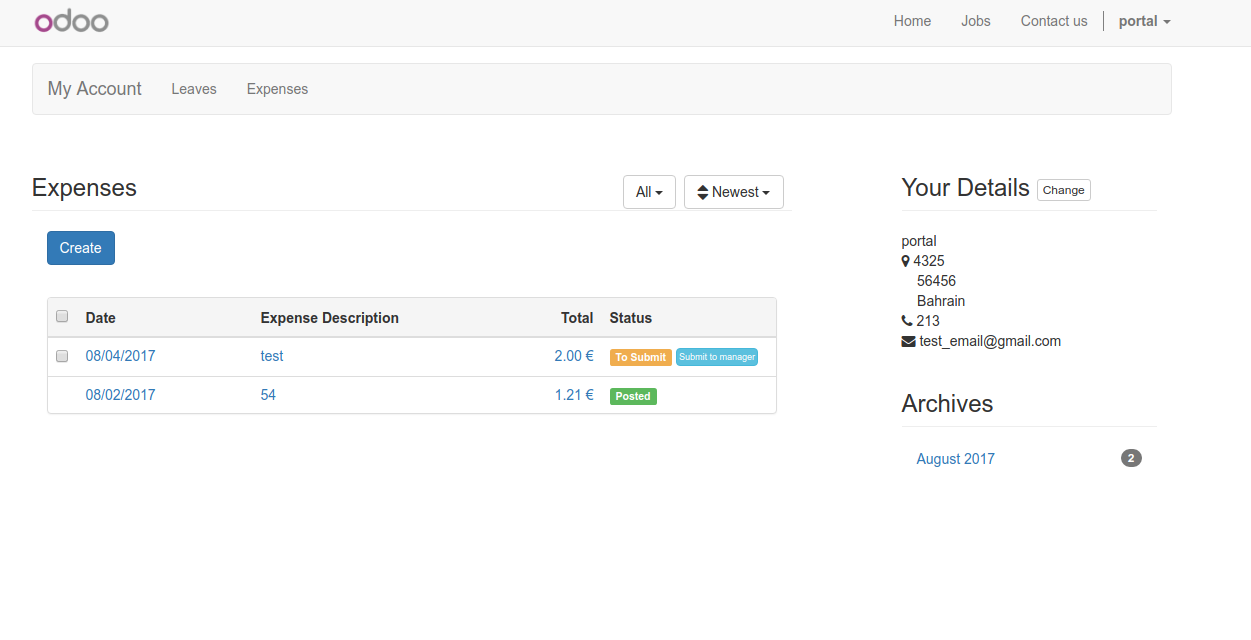 odoo
Home Jobs Contact us portal
My Account Leaves Expenses
Expenses All Newest
Create
Date Expense Description Total Status
08/04/2017 test 2.00 € To Submit Submit to manager
08/02/2017 54 1.21 € Posted
Your Details Change
portal
4325
56456
Bahrain
213
test_email@gmail.com
Archives
August 2017 2